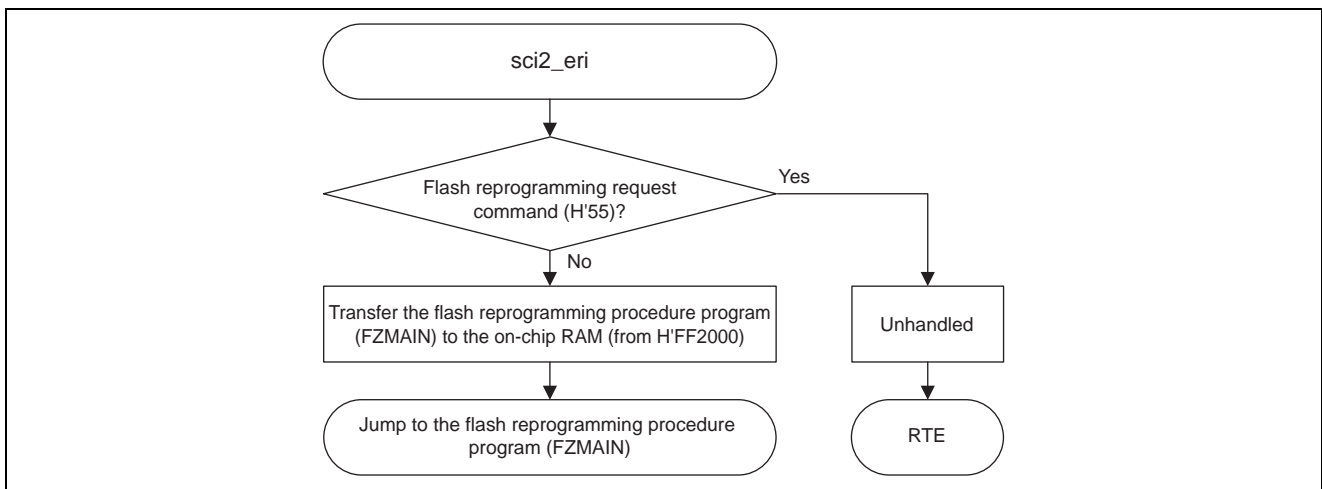 sci2_eri
Flash reprogramming request
command (H'55)?
Yes
No
Transfer the flash reprogramming procedure program
(FZMAIN) to the on-chip RAM (from H'FF2000)
Unhandled
Jump to the flash reprogramming procedure
program (FZMAIN)
RTE